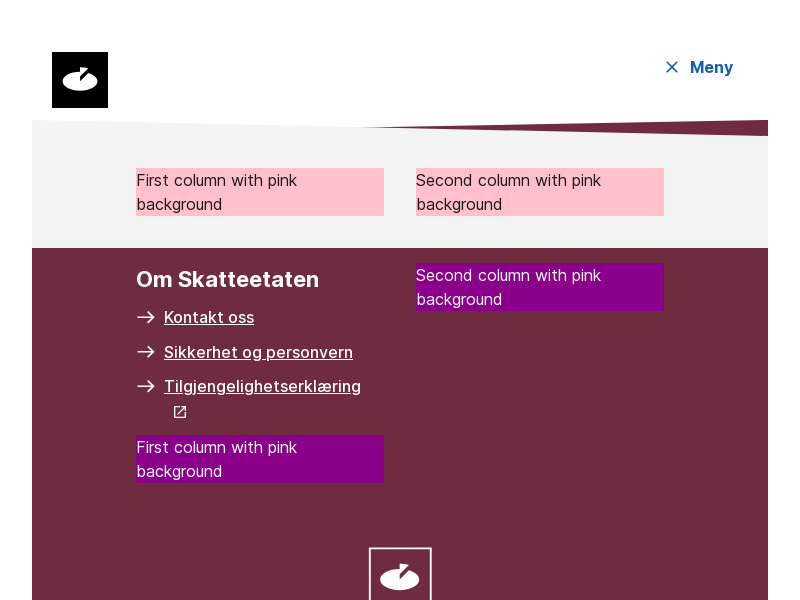 Meny
First column with pink
background
Second column with pink
background
Om Skatteetaten
Kontakt oss
Sikkerhet og personvern
Tilgjengelighetserklæring
First column with pink
background
Second column with pink
background